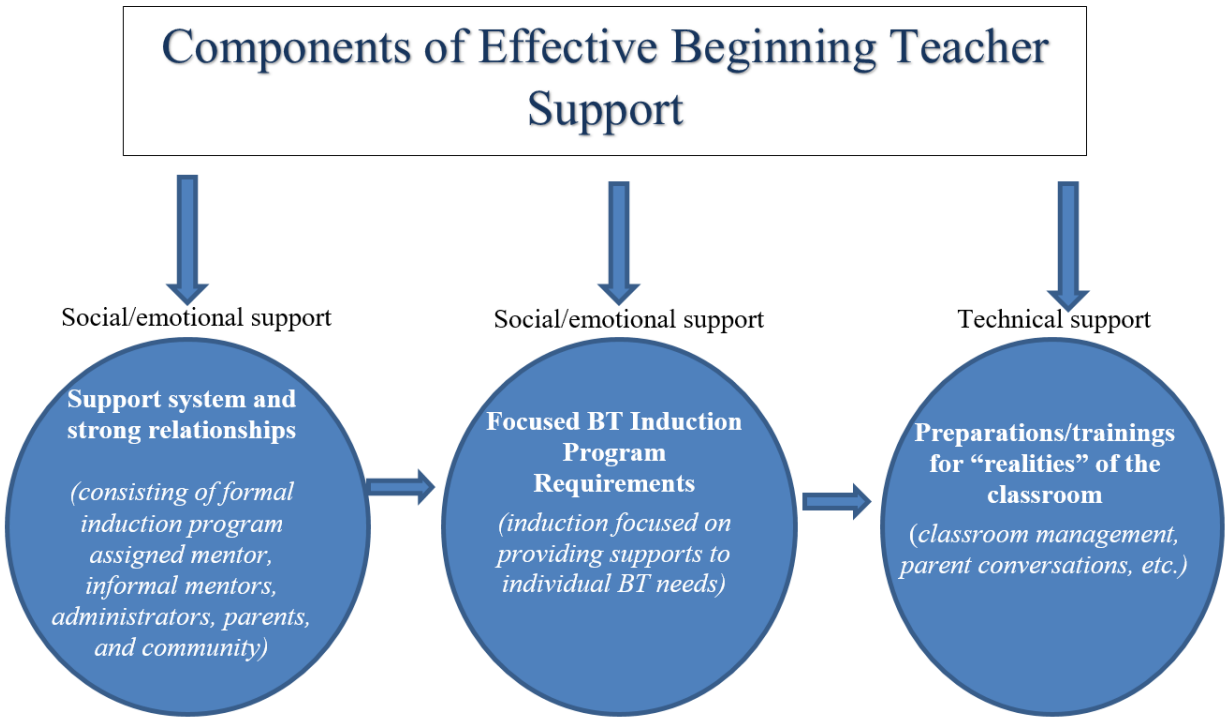 Components of Effective Beginning Teacher
Support
Social/emotional support
Support system and
strong relationships
(consisting of formal
induction program
assigned mentor,
informal mentors,
administrators, parents,
and community)
Social/emotional support
Focused BT Induction
Program
Requirements
(induction focused on
providing supports to
individual BT needs)
Technical support
Preparations/trainings
for “realities” of the
classroom
(classroom management,
parent conversations, etc.)